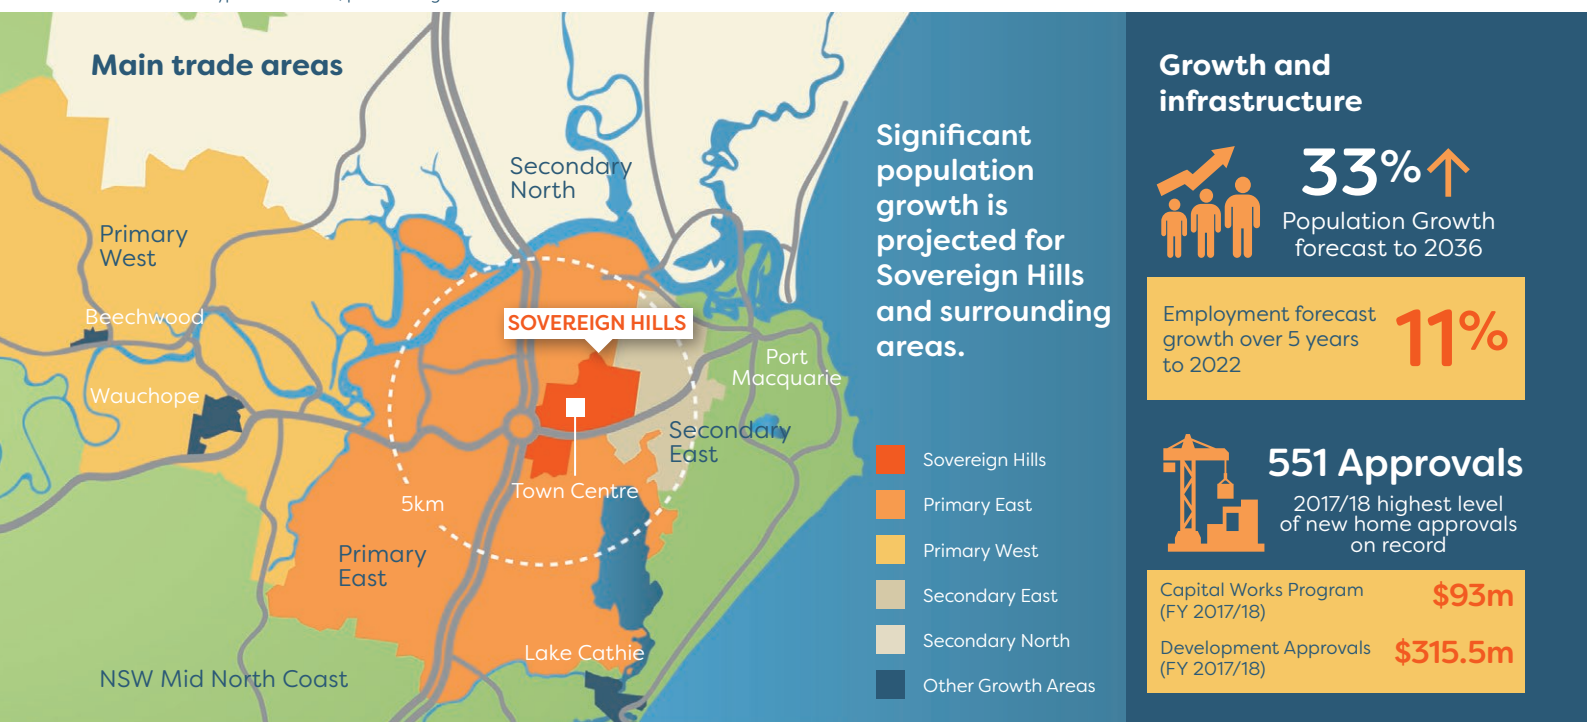 Main trade areas
Secondary
North
Primary
West
Beechwood
Wauchope
SOVEREIGN HILLS
Port
Macquarie
Secondary
East
Town Centre
5km
Primary
East
Lake Cathie
NSW Mid North Coast
Significant
population
growth is
projected for
Sovereign Hills
and surrounding
areas.
Sovereign Hills
Primary East
Primary West
Secondary East
Secondary North
Other Growth Areas
Growth and
infrastructure
33%
Population Growth
forecast to 2036
Employment forecast
growth over 5 years
to 2022
11%
551 Approvals
2017/18 highest level
of new home approvals
on record
Capital Works Program
(FY 2017/18)
$93m
Development Approvals
(FY 2017/18)
$315.5m